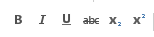 B I U abc x₂ x²